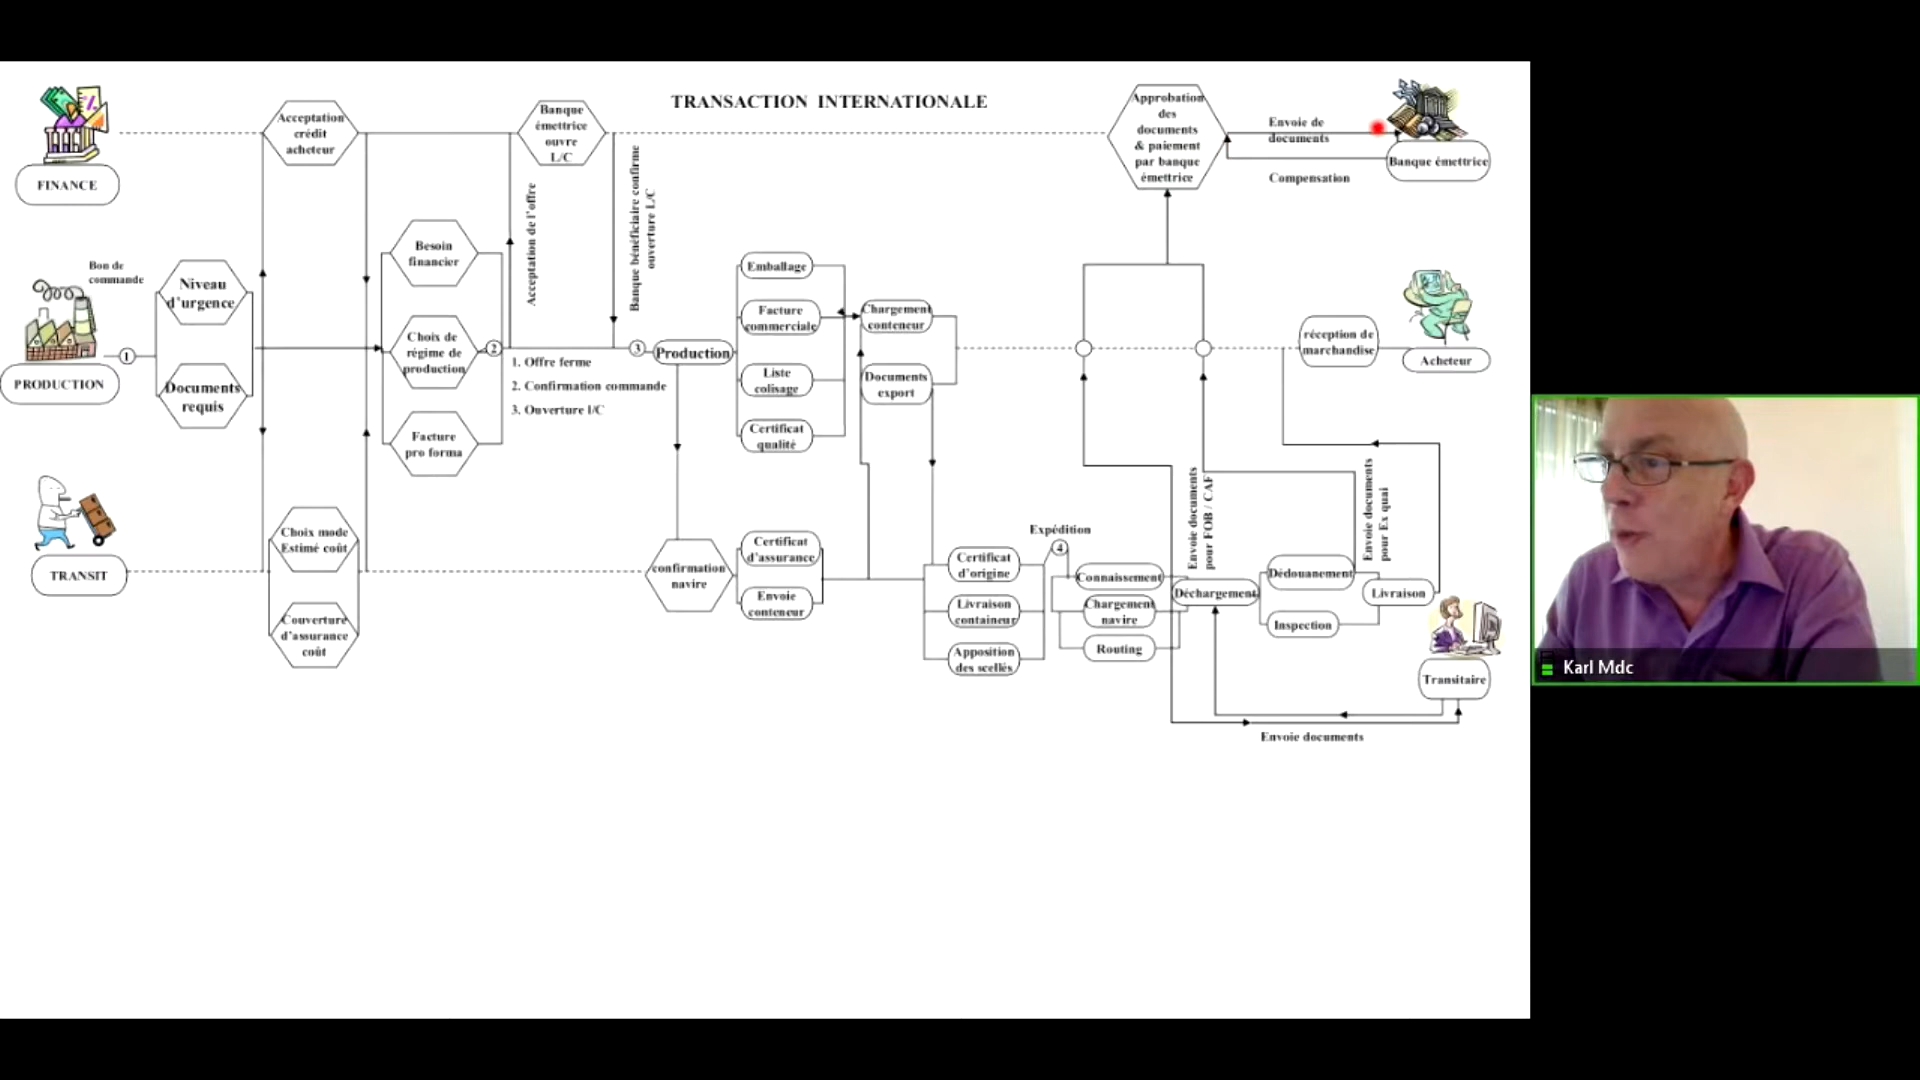 TRANSACTION INTERNATIONALE
FINANCE
Acceptation
crédit
acheteur
Banque
émettrice
ouvre
L/C
Approbation
des
documents
& paiement
par banque
émettrice
Envoie de
documents
Compensation
Banque émettrice
Acceptation de l'offre
Banque bénéficiaire confirme
ouverture L/C
Bon de
commande
PRODUCTION
1
Niveau
d'urgence
Documents
requis
Besoin
financier
Choix de
régime de
production
Facture
pro forma
2
1. Offre ferme
2. Confirmation commande
3. Ouverture l/C
3
Production
Emballage
Facture
commerciale
Liste
colisage
Certificat
qualité
Chargement
conteneur
Documents
export
réception de
marchandise
Acheteur
TRANSIT
Choix mode
Estimé coût
Couverture
d'assurance
coût
confirmation
navire
Certificat
d'assurance
Envoie
conteneur
Certificat
d'origine
Livraison
containeur
Apposition
des scellés
Expédition
4
Connaissement
Chargement
navire
Routing
Envoie documents
pour FOB / CAF
Déchargement
Dédouanement
Inspection
Envoie documents
pour Ex quai
Livraison
Transitaire
Envoie documents
Karl Mdc